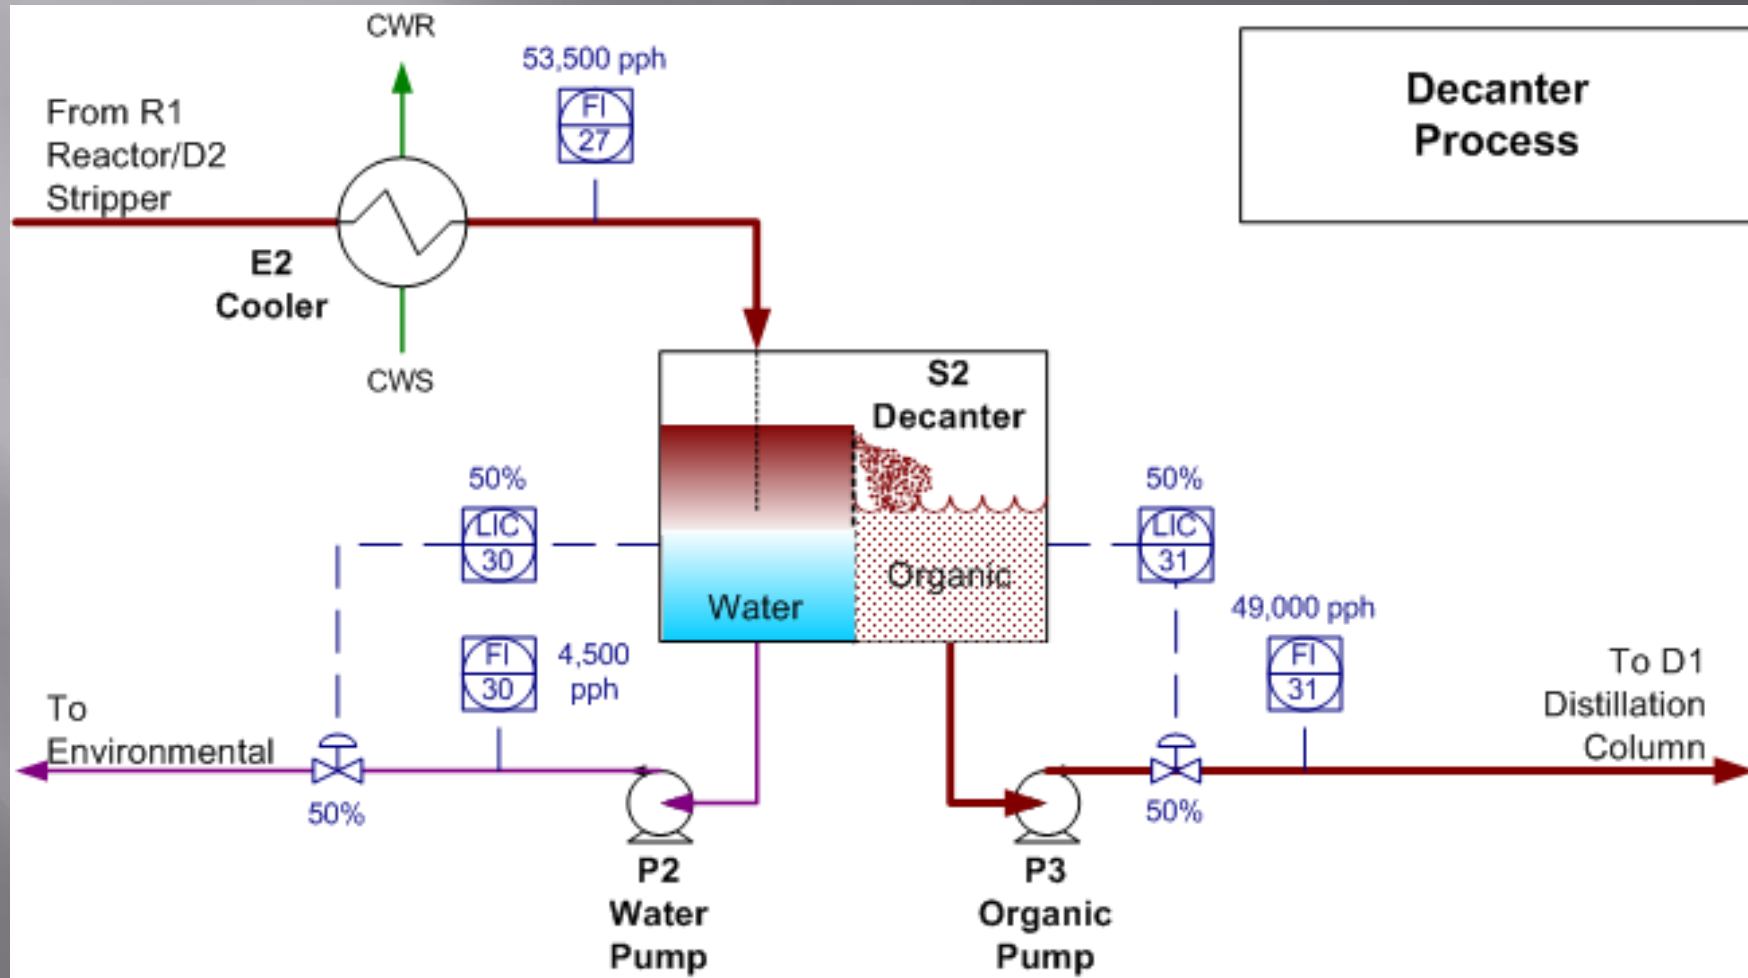 CWR
53,500 pph
FI
27
Decanter
Process
From R1
Reactor/D2
Stripper
E2
Cooler
CWS
S2
Decanter
50%
LIC
30
50%
LIC
31
Organic
Water
FI
30
4,500
pph
49,000 pph
FI
31
To D1
Distillation
Column
To
Environmental
50%
50%
P2
Water
Pump
P3
Organic
Pump